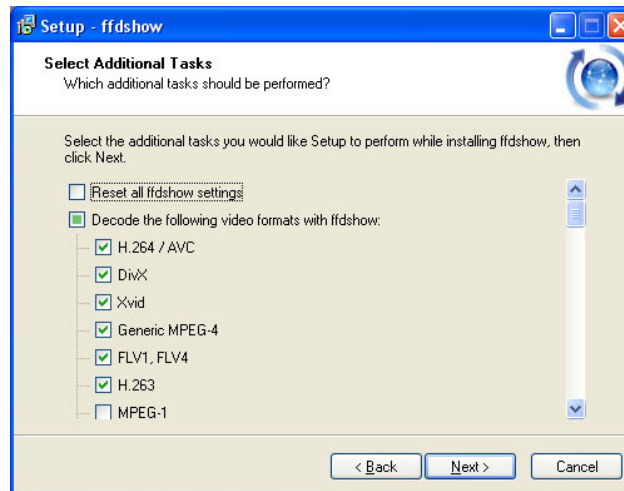 Setup - ffdshow
Select Additional Tasks
Which additional tasks should be performed?
Select the additional tasks you would like Setup to perform while installing ffdshow, then
click Next.
Reset all ffdshow settings
Decode the following video formats with ffdshow:
H.264 / AVC
DivX
Xvid
Generic MPEG-4
FLV1, FLV4
H.263
MPEG-1
< Back
Next >
Cancel